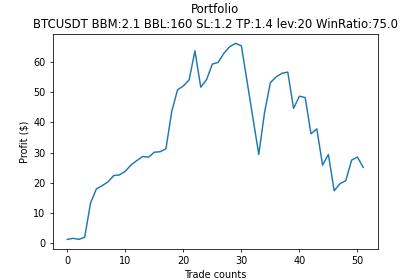 Portfolio
BTCUSDT BBM:2.1 BBL:160 SL:1.2 TP:1.4 lev:20 WinRatio:75.0
Profit ($)
60
50
40
30
20
10
0
0 10 20 30 40 50
Trade counts